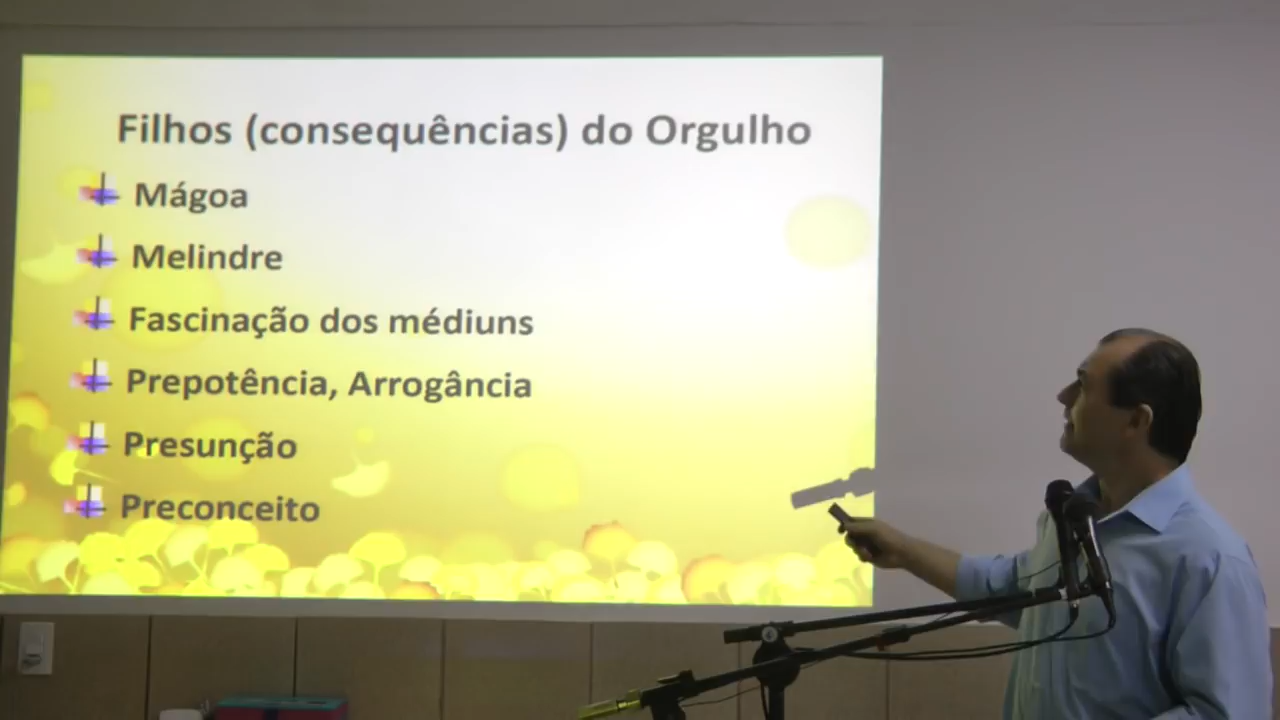 Filhos (consequências) do Orgulho
Mágoa
Melindre
Fascinação dos médiuns
Prepotência, Arrogância
Presunção
Preconceito